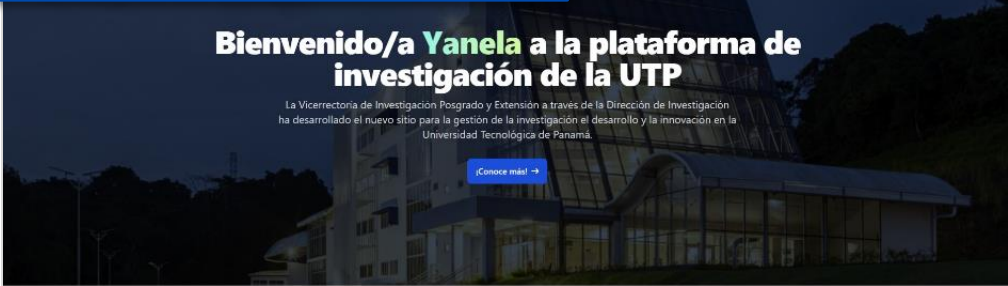 Bienvenido/a Yanela a la plataforma de
investigación de la UTP
La Vicerrectoría de Investigación Posgrado y Extensión a través de la Dirección de Investigación
ha desarrollado el nuevo sitio para la gestión de la investigación el desarrollo y la innovación en la
Universidad Tecnológica de Panamá.
¡Conoce más! →